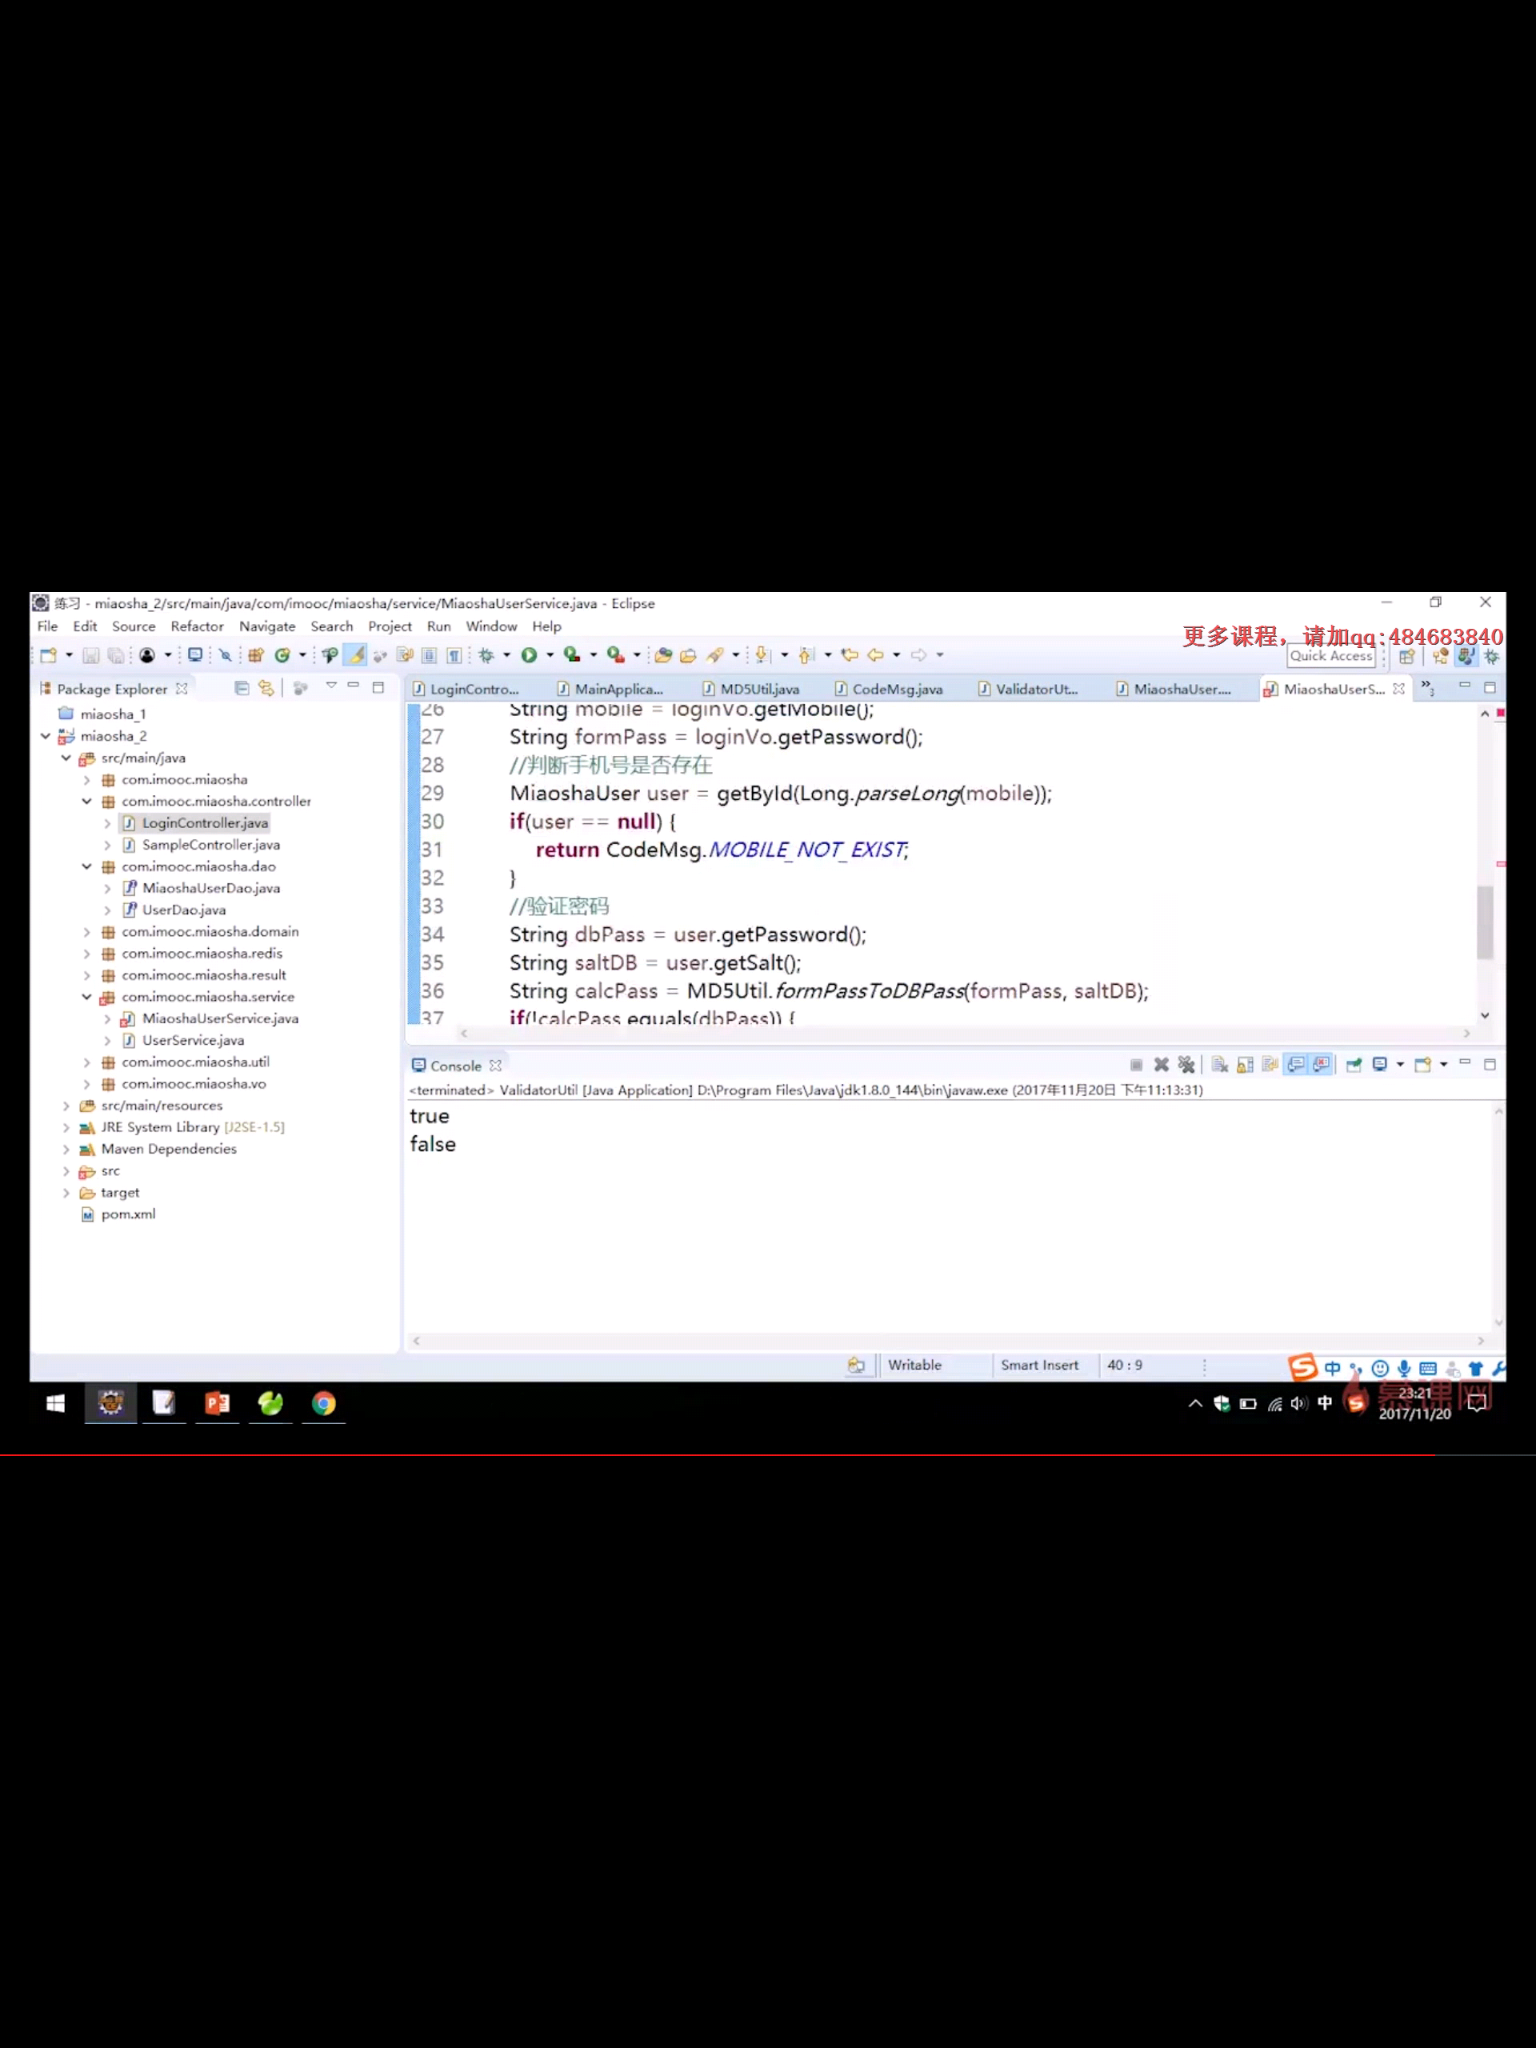 练习 - miaosha_2/src/main/java/com/imooc/miaosha/service/MiaoshaUserService.java - Eclipse
File Edit Source Refactor Navigate Search Project Run Window Help
更多课程，请加qq:484683840
Quick Access
Package Explorer
miaosha_1
miaosha_2
src/main/java
com.imooc.miaosha
com.imooc.miaosha.controller
LoginController.java
SampleController.java
com.imooc.miaosha.dao
MiaoshaUserDao.java
UserDao.java
com.imooc.miaosha.domain
com.imooc.miaosha.redis
com.imooc.miaosha.result
com.imooc.miaosha.service
MiaoshaUserService.java
UserService.java
com.imooc.miaosha.util
com.imooc.miaosha.vo
src/main/resources
JRE System Library [J2SE-1.5]
Maven Dependencies
src
target
pom.xml
LoginContro... MainApplica... MD5Util.java CodeMsg.java ValidatorUt... MiaoshaUser.... MiaoshaUserS... »3
26 String mobile = loginVo.getMobile();
27 String formPass = loginVo.getPassword();
28 //判断手机号是否存在
29 MiaoshaUser user = getById(Long.parseLong(mobile));
30 if(user == null) {
31 return CodeMsg.MOBILE_NOT_EXIST;
32 }
33 //验证密码
34 String dbPass = user.getPassword();
35 String saltDB = user.getSalt();
36 String calcPass = MD5Util.formPassToDBPass(formPass, saltDB);
37 if(!calcPass.equals(dbPass)) {
Console
<terminated> ValidatorUtil [Java Application] D:\Program Files\Java\jdk1.8.0_144\bin\javaw.exe (2017年11月20日 下午11:13:31)
true
false
Writable Smart Insert 40 : 9
中
中
慕课网
23:21
2017/11/20